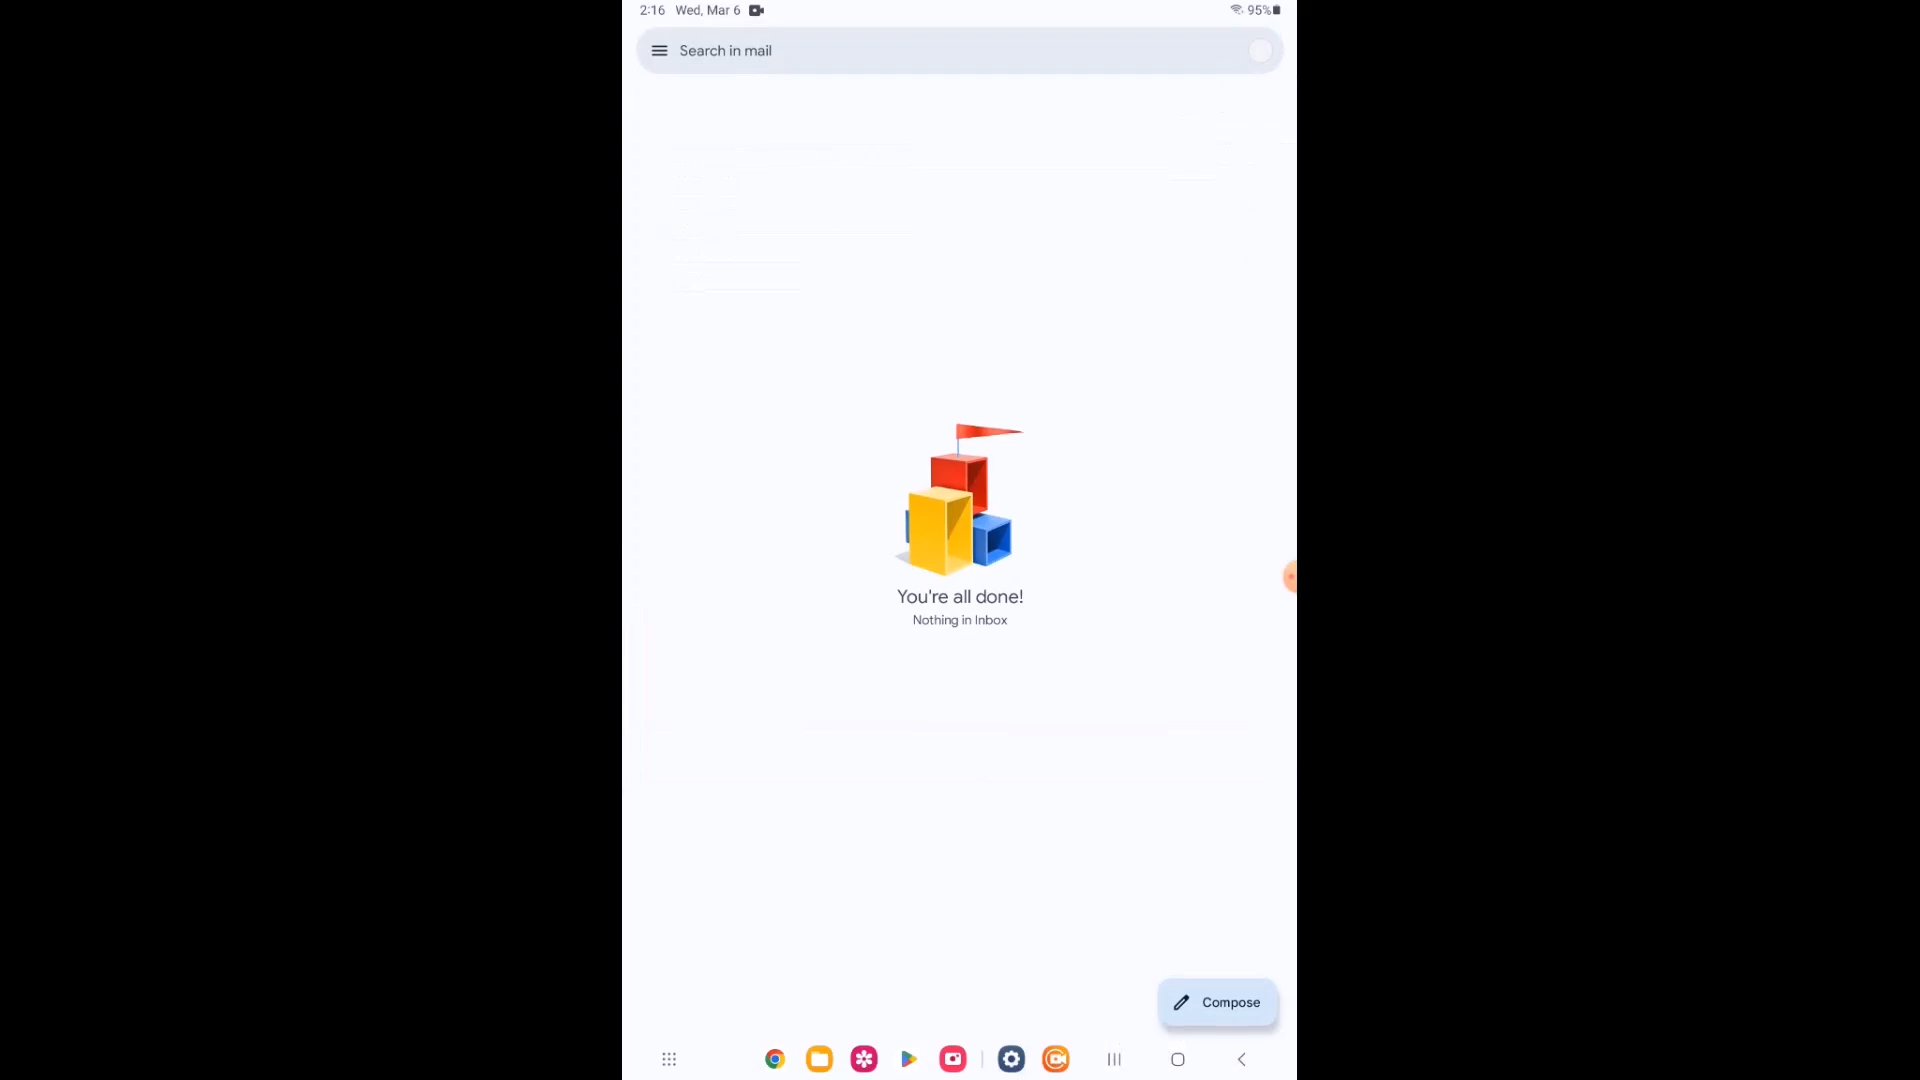 2:16 Wed, Mar 6 95%
Search in mail
You're all done!
Nothing in Inbox
Compose